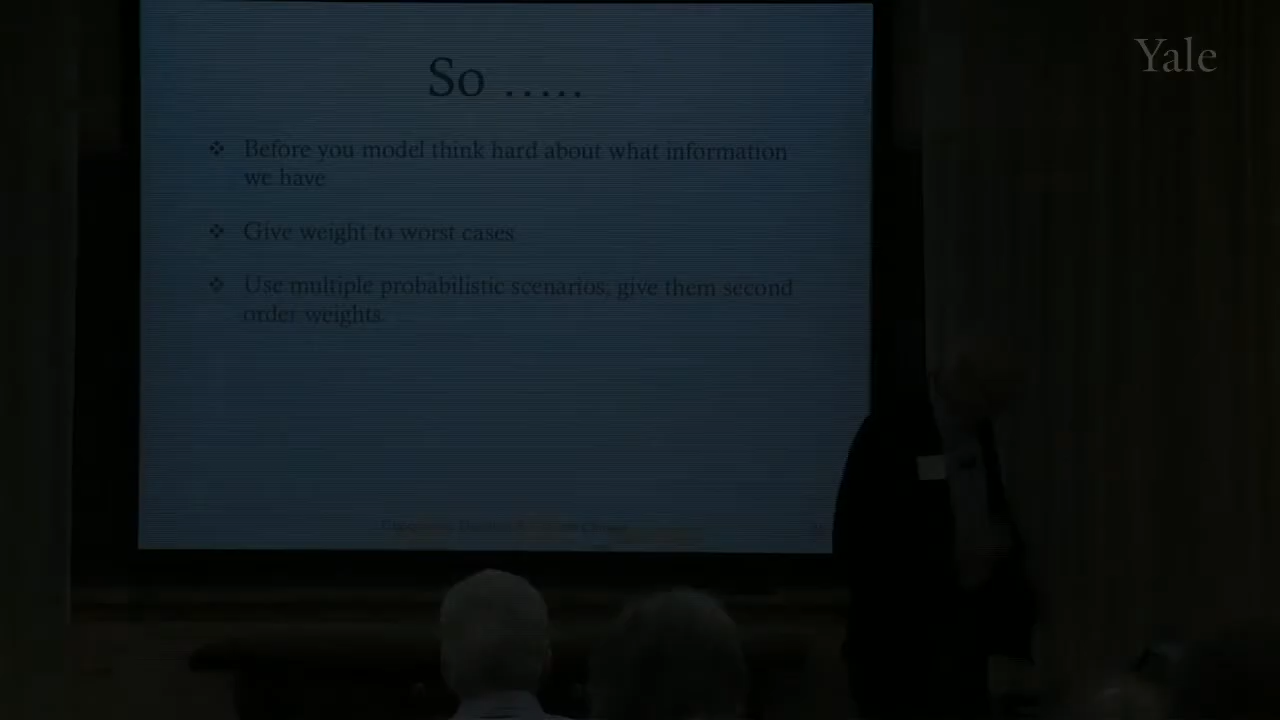 Yale
So .....
❖ Before you model think hard about what information
we have
❖ Give weight to worst cases
❖ Use multiple probabilistic scenarios, give them second
order weights.